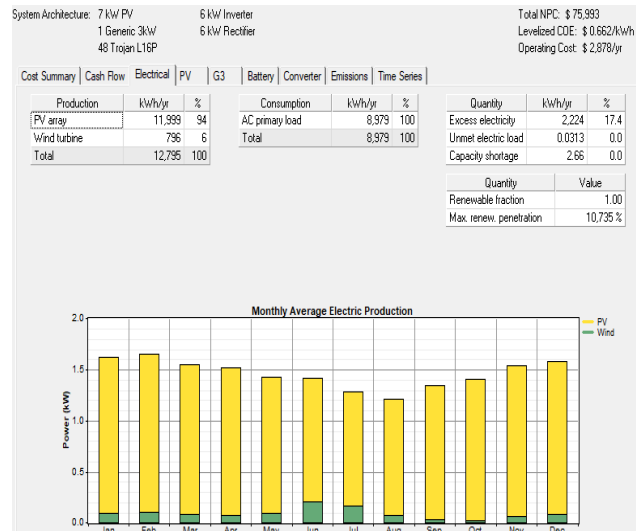 System Architecture: 7 kW PV 6 kW Inverter Total NPC: $ 75,993
1 Generic 3kW 6 kW Rectifier Levelized COE: $ 0.662/kWh
48 Trojan L16P Operating Cost: $ 2,878/yr
Cost Summary Cash Flow Electrical PV G3 Battery Converter Emissions Time Series
Production kWh/yr % Consumption kWh/yr % Quantity kWh/yr %
PV array 11,999 94 AC primary load 8,979 100 Excess electricity 2,224 17.4
Wind turbine 796 6 Total 8,979 100 Unmet electric load 0.0313 0.0
Total 12,795 100 Capacity shortage 2.66 0.0
Quantity Value
Renewable fraction 1.00
Max. renew. penetration 10,735 %
Monthly Average Electric Production
2.0
1.5
1.0
0.5
0.0
Power (kW)
PV
Wind
Jan Feb Mar Apr May Jun Jul Aug Sep Oct Nov Dec